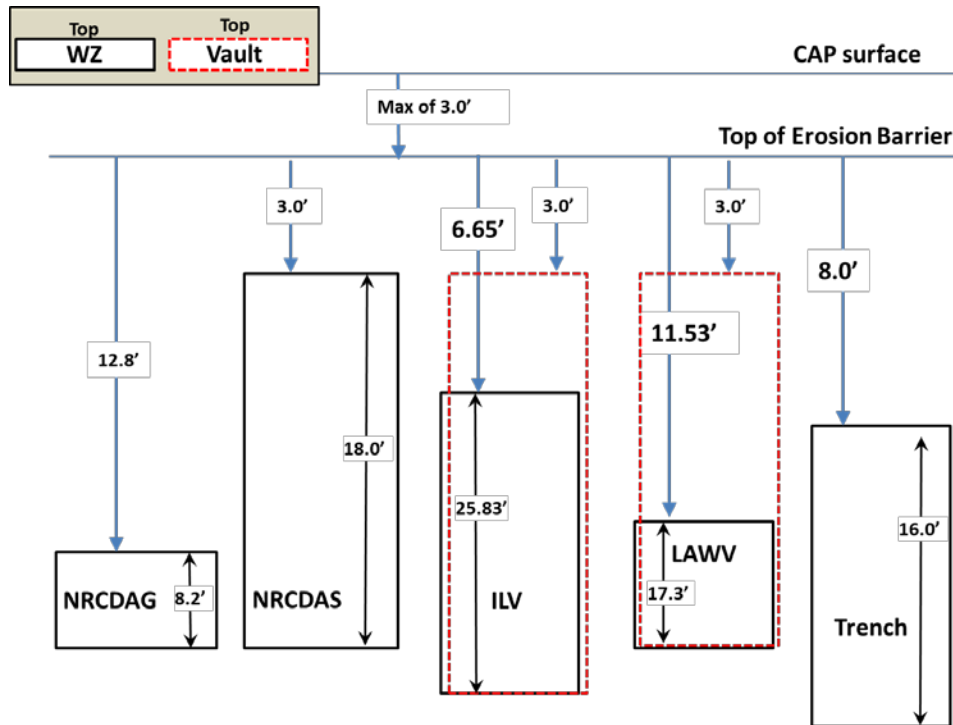 Top
WZ
Top
Vault
CAP surface
Max of 3.0’
Top of Erosion Barrier
3.0’
3.0’
3.0’
6.65’
8.0’
11.53’
12.8’
18.0’
25.83’
16.0’
LAWV
NRCDAG
8.2’
NRCDAS
ILV
17.3’
Trench